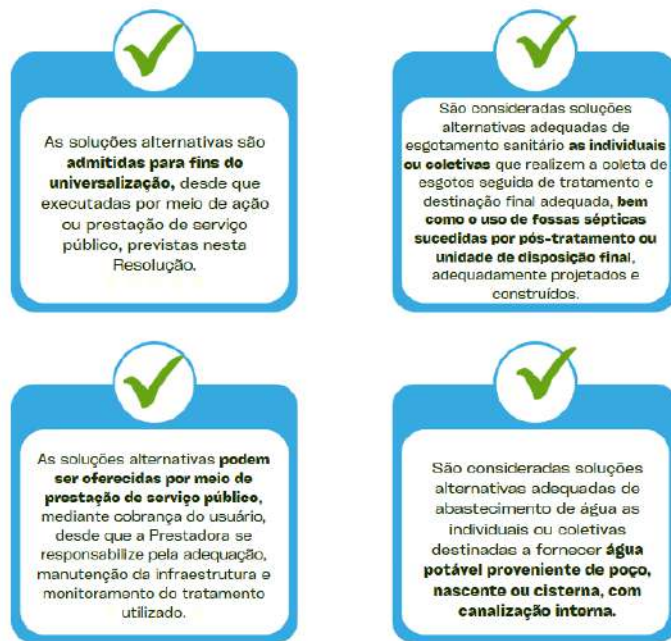 As soluções alternativas são
admitidas para fins de
universalização, desde que
executadas por meio de ação
ou prestação de serviço
público, previstas nesta
Resolução.
São consideradas soluções
alternativas adequadas de
esgotamento sanitário as individuais
ou coletivas que realizem a coleta de
esgotos seguida de tratamento e
destinação final adequada, bem
como o uso de fossas sépticas
sucedidas por pós-tratamento ou
unidade de disposição final,
adequadamente projetados e
construídos.
As soluções alternativas podem
ser oferecidas por meio de
prestação de serviço público,
mediante cobrança do usuário,
desde que a Prestadora se
responsabilize pela adequação,
manutenção da infraestrutura e
monitoramento do tratamento
utilizado.
São consideradas soluções
alternativas adequadas de
abastecimento de água as
individuais ou coletivas
destinadas a fornecer água
potável proveniente de poço,
nascente ou cisterna, com
canalização interna.